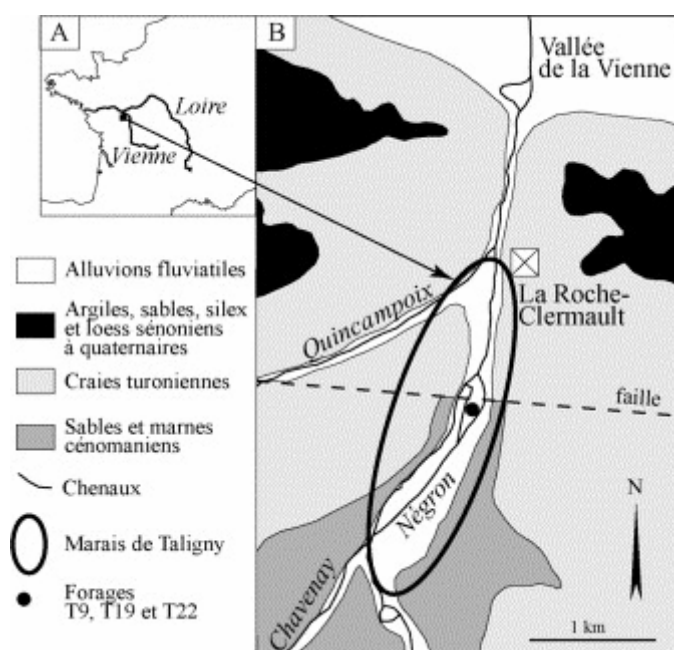 A
Loire
Vienne
Alluvions fluviatiles
Argiles, sables, silex
et loess sénoniens
à quaternaires
Craies turoniennes
Sables et marnes
cénomaniens
Chenaux
Marais de Taligny
Forages
T9, T19 et T22
B
Vallée
de la Vienne
Quincampoix
La Roche-
Clermault
faille
Négron
Chavenay
N
1 km